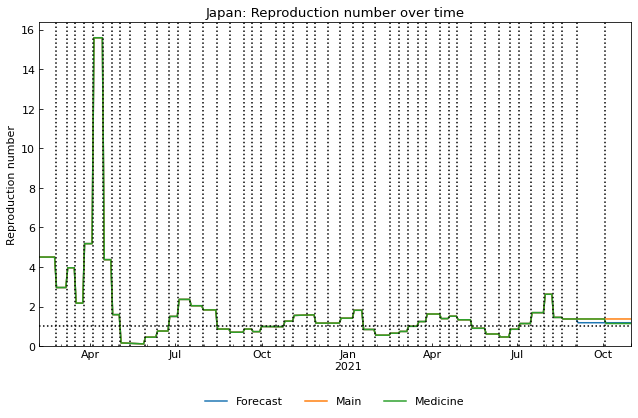 Japan: Reproduction number over time
Reproduction number
16
14
12
10
8
6
4
2
0
Apr
Jul
Oct
Jan
2021
Apr
Jul
Oct
Forecast
Main
Medicine